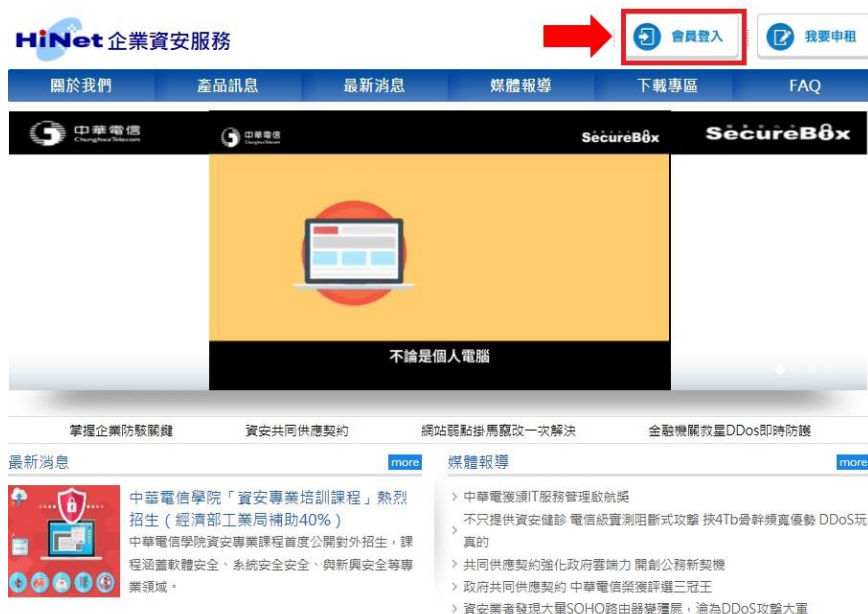 HiNet 企業資安服務
會員登入
我要申租
關於我們
產品訊息
最新消息
媒體報導
下載專區
FAQ
中華電信
Chunghwa Telecom
中華電信
Chunghwa Telecom
SecureBox
SecureBox
不論是個人電腦
掌握企業防駭關鍵
資安共同供應契約
網站弱點掛馬竄改一次解決
金融機關救星DDos即時防護
最新消息
more
中華電信學院「資安專業培訓課程」熱烈
招生(經濟部工業局補助40%)
中華電信學院資安專業課程首度公開對外招生,課
程涵蓋軟體安全、系統安全安全、與新興安全等專
業領域。
媒體報導
more
> 中華電獲頒IT服務管理啟航獎
> 不只提供資安健診 電信級實測阻斷式攻擊 挾4Tb骨幹頻寬優勢 DDoS玩
真的
> 共同供應契約強化政府雲端力 開創公務新契機
> 政府共同供應契約 中華電信榮獲評選三冠王
> 資安業者發現大量SOHO路由器變殭屍,淪為DDoS攻擊大軍